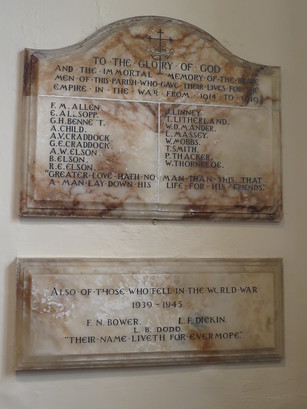 TO THE GLORY OF GOD
AND THE IMMORTAL MEMORY OF THE BRAVE
MEN OF THIS PARISH WHO GAVE THEIR LIVES FOR THE
EMPIRE IN THE WAR FROM 1914 TO 1919
F. M. ALLEN.
E. ALLSOPP.
G. H. BENNETT.
A. CHILD.
A. V. CRADDOCK.
G. E. CRADDOCK.
A. W. ELSON.
B. ELSON.
R. E. ELSON.
J. LINNEY.
T. LITHERLAND.
W. D. MANDER.
L. MASSEY.
W. MOBBS.
T. SMITH.
P. THACKER.
W. THORNELOE.
"GREATER LOVE HATH NO MAN THAN THIS, THAT
A MAN LAY DOWN HIS LIFE FOR HIS FRIENDS."
ALSO OF THOSE WHO FELL IN THE WORLD WAR
1939 - 1945
F. N. BOWER. L. F. DICKIN.
L. B. DODD.
"THEIR NAME LIVETH FOR EVERMORE."